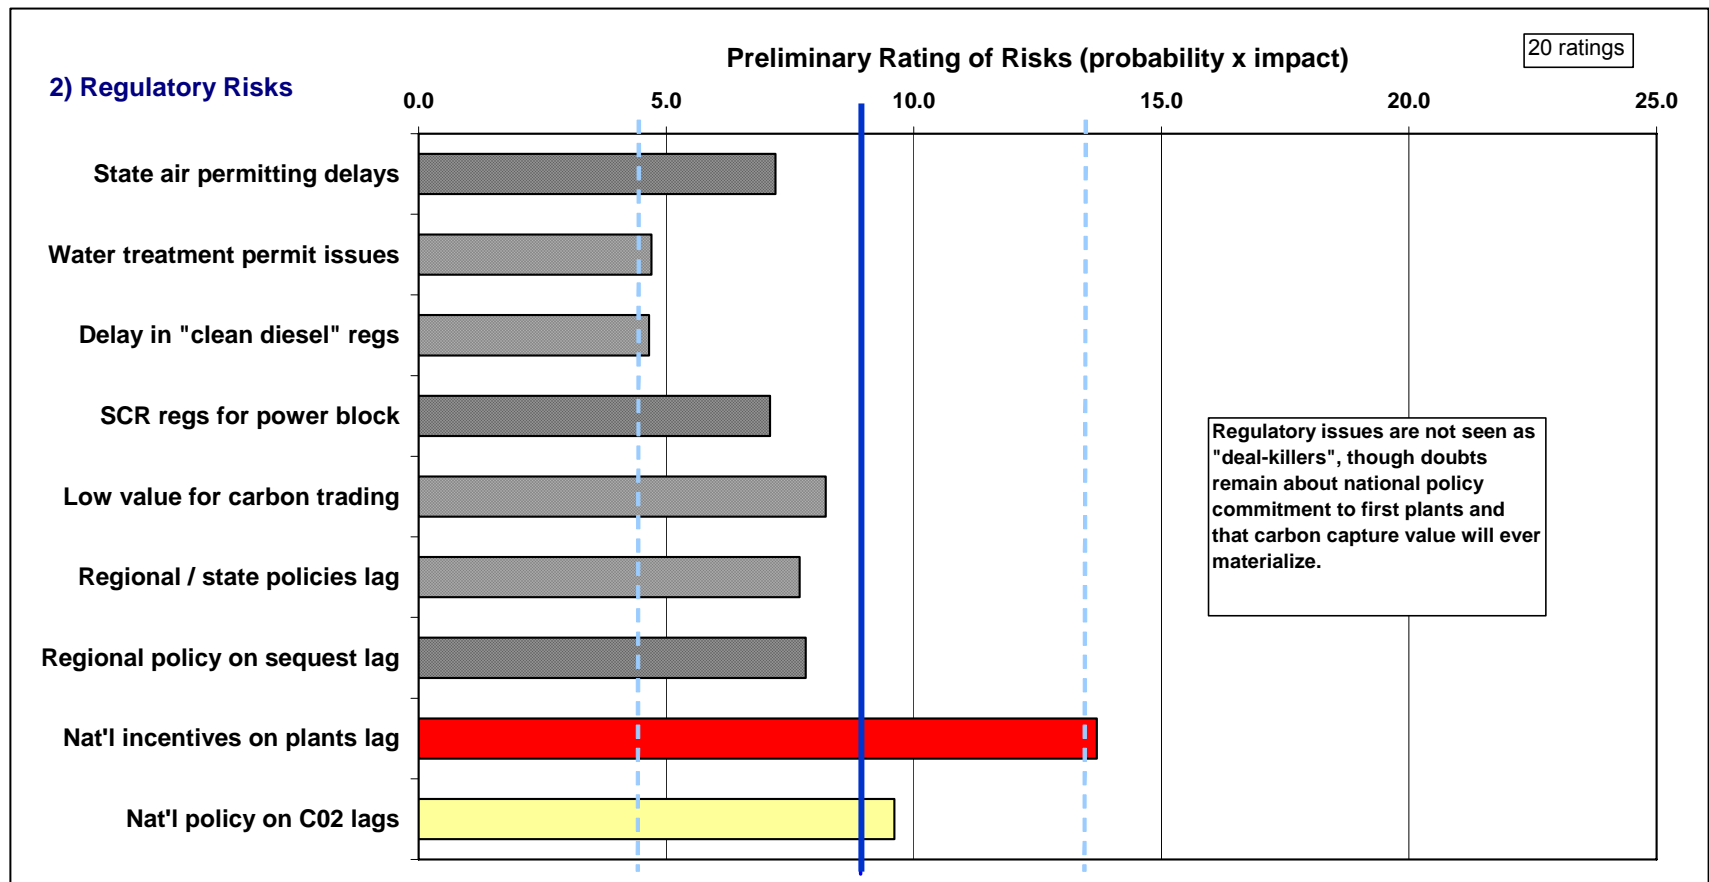 Preliminary Rating of Risks (probability x impact)
20 ratings
2) Regulatory Risks
0.0 5.0 10.0 15.0 20.0 25.0
State air permitting delays
Water treatment permit issues
Delay in "clean diesel" regs
SCR regs for power block
Low value for carbon trading
Regional / state policies lag
Regional policy on sequest lag
Nat'l incentives on plants lag
Nat'l policy on C02 lags
Regulatory issues are not seen as
"deal-killers", though doubts
remain about national policy
commitment to first plants and
that carbon capture value will ever
materialize.